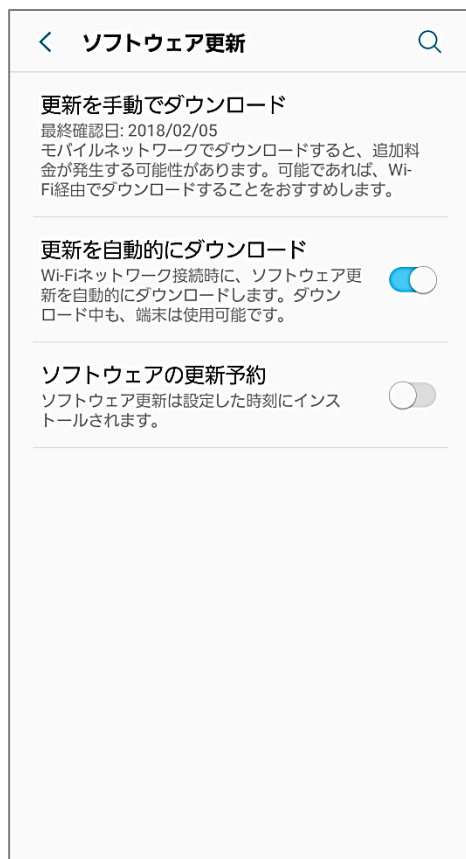 ソフトウェア更新
更新を手動でダウンロード
最終確認日: 2018/02/05
モバイルネットワークでダウンロードすると、追加料
金が発生する可能性があります。可能であれば、Wi-
Fi経由でダウンロードすることをおすすめします。
更新を自動的にダウンロード
Wi-Fiネットワーク接続時に、ソフトウェア更
新を自動的にダウンロードします。ダウン
ロード中も、端末は使用可能です。
ソフトウェアの更新予約
ソフトウェア更新は設定した時刻にインス
トールされます。